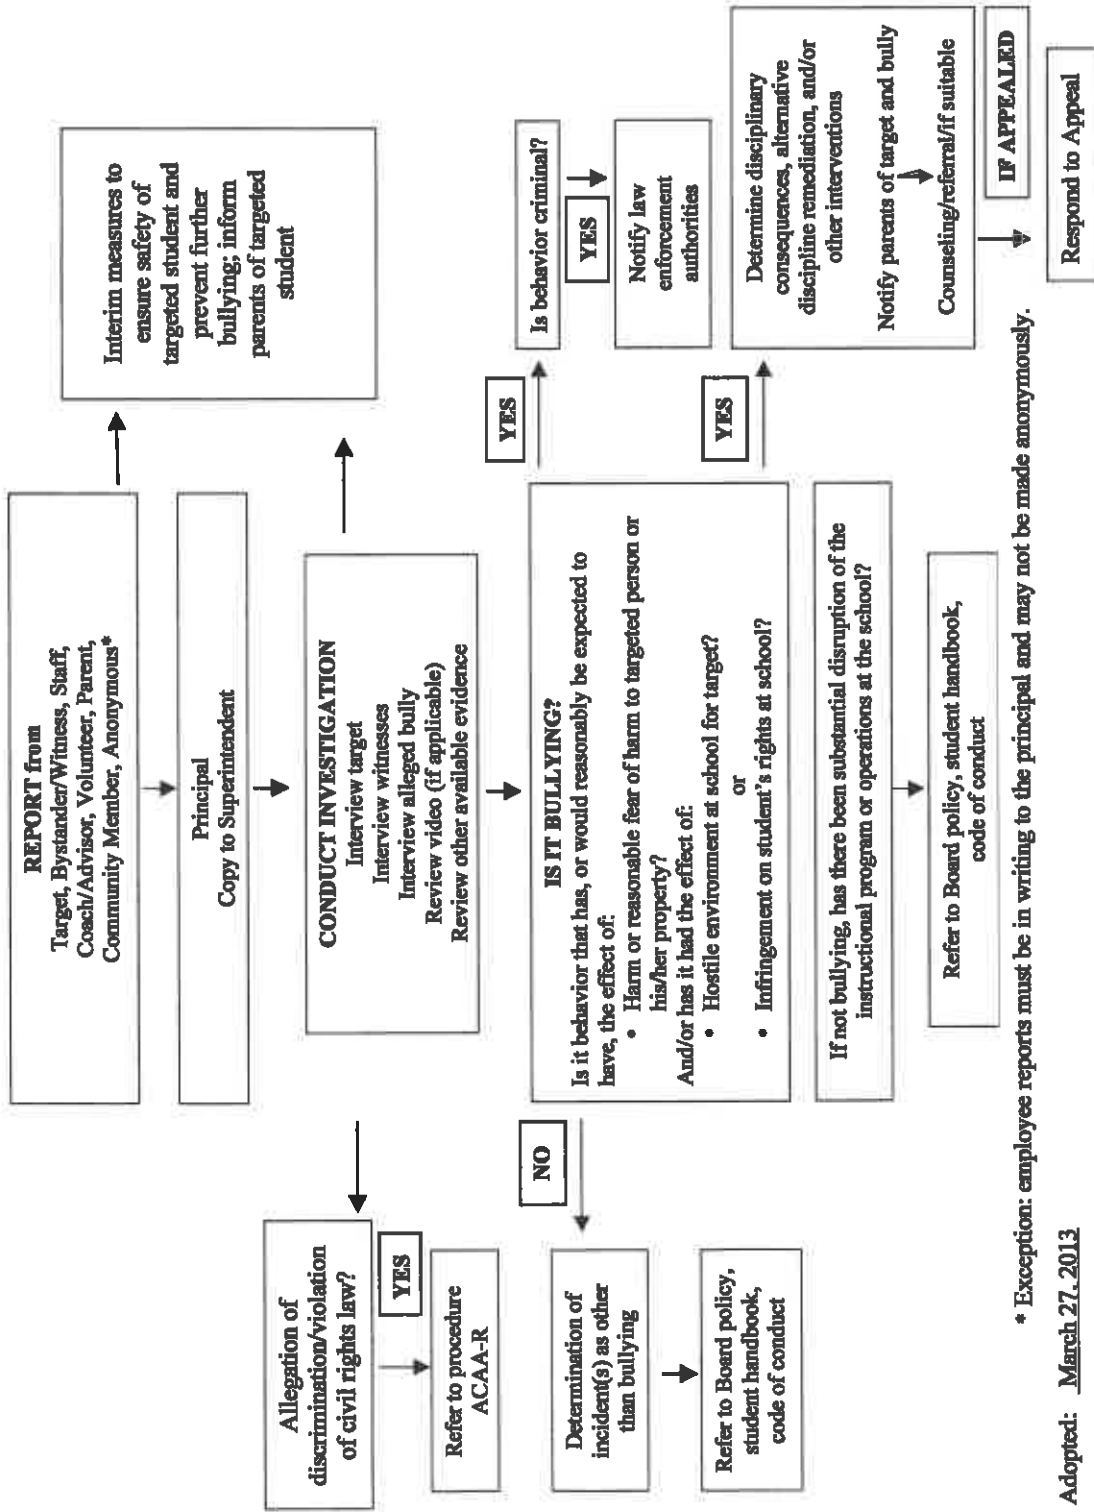 REPORT from
Target, Bystander/Witness, Staff,
Coach/Advisor, Volunteer, Parent,
Community Member, Anonymous*
Interim measures to
ensure safety of
targeted student and
prevent further
bullying; inform
parents of targeted
student
Principal
Copy to Superintendent
Allegation of
discrimination/violation
of civil rights law?
YES
Refer to procedure
ACAA-R
CONDUCT INVESTIGATION
Interview target
Interview witnesses
Interview alleged bully
Review video (if applicable)
Review other available evidence
NO
Determination of
incident(s) as other
than bullying
Refer to Board policy,
student handbook,
code of conduct
IS IT BULLYING?
Is it behavior that has, or would reasonably be expected to
have, the effect of:
• Harm or reasonable fear of harm to targeted person or
his/her property?
And/or has it had the effect of:
• Hostile environment at school for target?
or
• Infringement on student's rights at school?
YES
Is behavior criminal?
YES
Notify law
enforcement
authorities
YES
Determine disciplinary
consequences, alternative
discipline remediation, and/or
other interventions
Notify parents of target and bully
Counseling/referral/if suitable
IF APPEALED
Respond to Appeal
If not bullying, has there been substantial disruption of the
instructional program or operations at the school?
Refer to Board policy, student handbook,
code of conduct
* Exception: employee reports must be in writing to the principal and may not be made anonymously.
Adopted: March 27, 2013